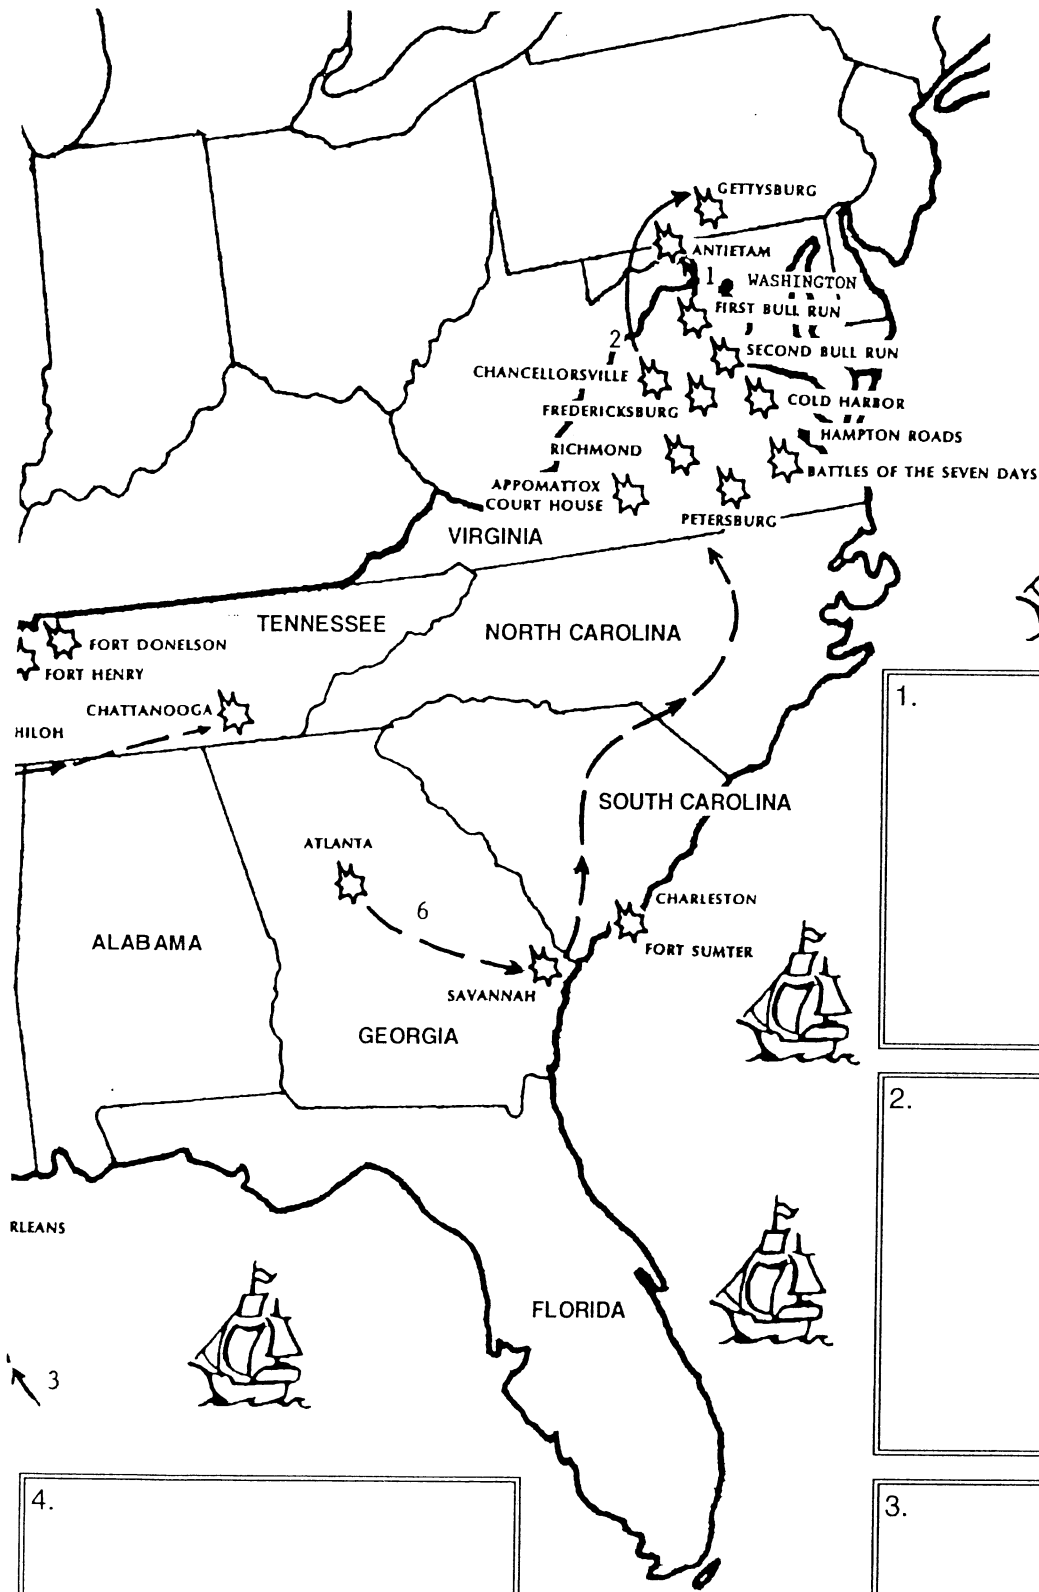 GETTYSBURG
ANTIETAM
1
WASHINGTON
FIRST BULL RUN
2
SECOND BULL RUN
CHANCELLORSVILLE
COLD HARBOR
FREDERICKSBURG
HAMPTON ROADS
RICHMOND
BATTLES OF THE SEVEN DAYS
APPOMATTOX
COURT HOUSE
PETERSBURG
VIRGINIA
TENNESSEE
NORTH CAROLINA
FORT DONELSON
FORT HENRY
1.
CHATTANOOGA
HILOH
SOUTH CAROLINA
ATLANTA
6
CHARLESTON
ALABAMA
FORT SUMTER
SAVANNAH
GEORGIA
2.
RLEANS
FLORIDA
3
4.
3.